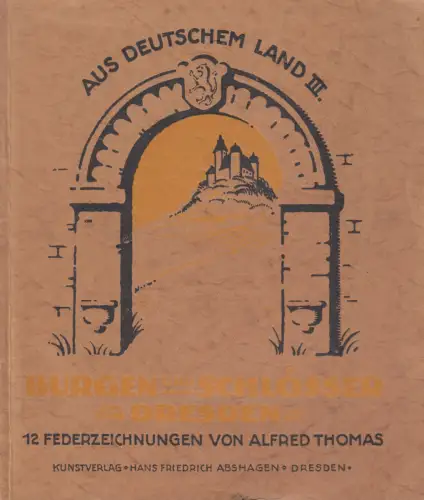 AUS DEUTSCHEM LAND III.
BURGEN SCHLÖSSER
DRESDEN
12 FEDERZEICHNUNGEN VON ALFRED THOMAS
KUNSTVERLAG • HANS FRIEDRICH ABSHAGEN • DRESDEN •